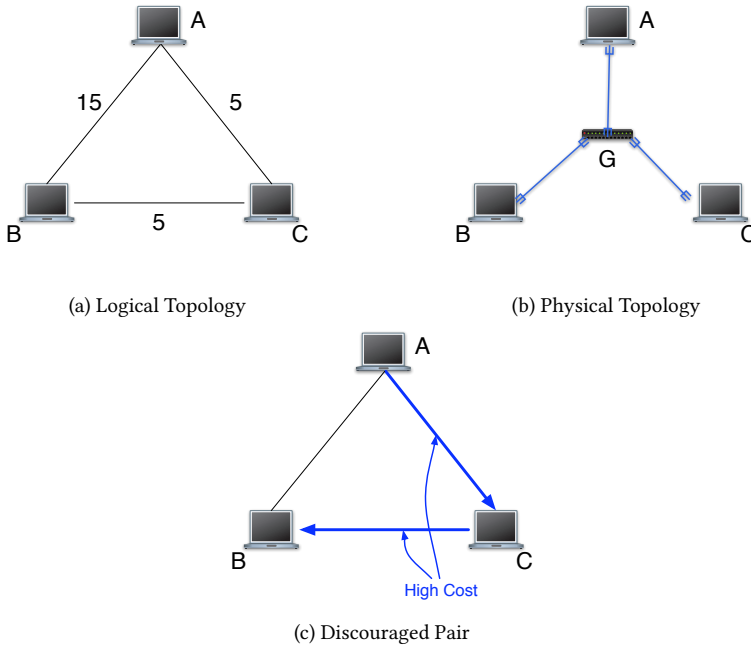 A
15
5
B
5
C
(a) Logical Topology
A
G
B
C
(b) Physical Topology
A
B
C
High Cost
(c) Discouraged Pair